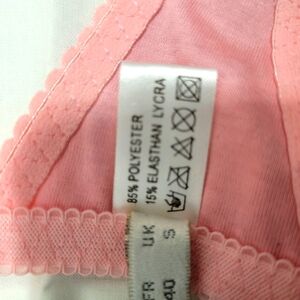 85% POLYESTER
15% ELASTHAN LYCRA
UK S
FR 40